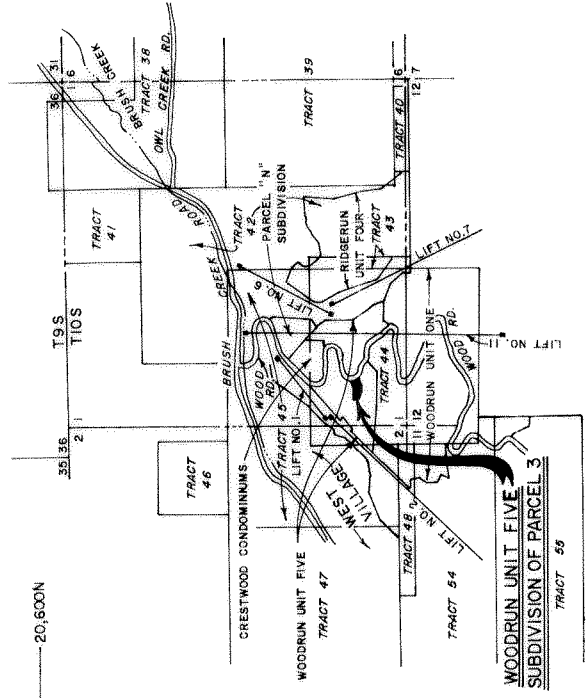 20,600N
35 36
2 1
36 31
1 6
T9S
T10S
BRUSH CREEK
TRACT 38
OWL CREEK RD.
TRACT 41
TRACT 39
ROAD
CREEK
BRUSH
TRACT 42
PARCEL "N"
SUBDIVISION
TRACT 43
RIDGERUN
UNIT FOUR
TRACT 40
1 6
12 7
LIFT NO. 7
LIFT NO. 6
WOOD RD.
TRACT 45
LIFT NO. 1
TRACT 46
CRESTWOOD CONDOMINIUMS
WEST VILLAGE
WOODRUN UNIT FIVE
TRACT 47
TRACT 44
2 1
11 12
WOODRUN UNIT ONE
WOOD RD.
LIFT NO. 11
TRACT 48
LIFT NO.
TRACT 54
WOODRUN UNIT FIVE
SUBDIVISION OF PARCEL 3
TRACT 55